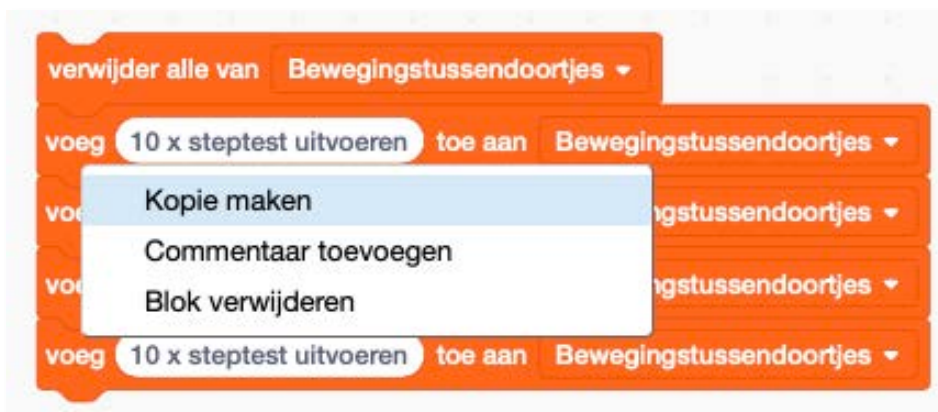 verwijder alle van Bewegingstussendoortjes
voeg 10 x steptest uitvoeren toe aan Bewegingstussendoortjes
Kopie maken
Commentaar toevoegen
Blok verwijderen
voeg 10 x steptest uitvoeren toe aan Bewegingstussendoortjes